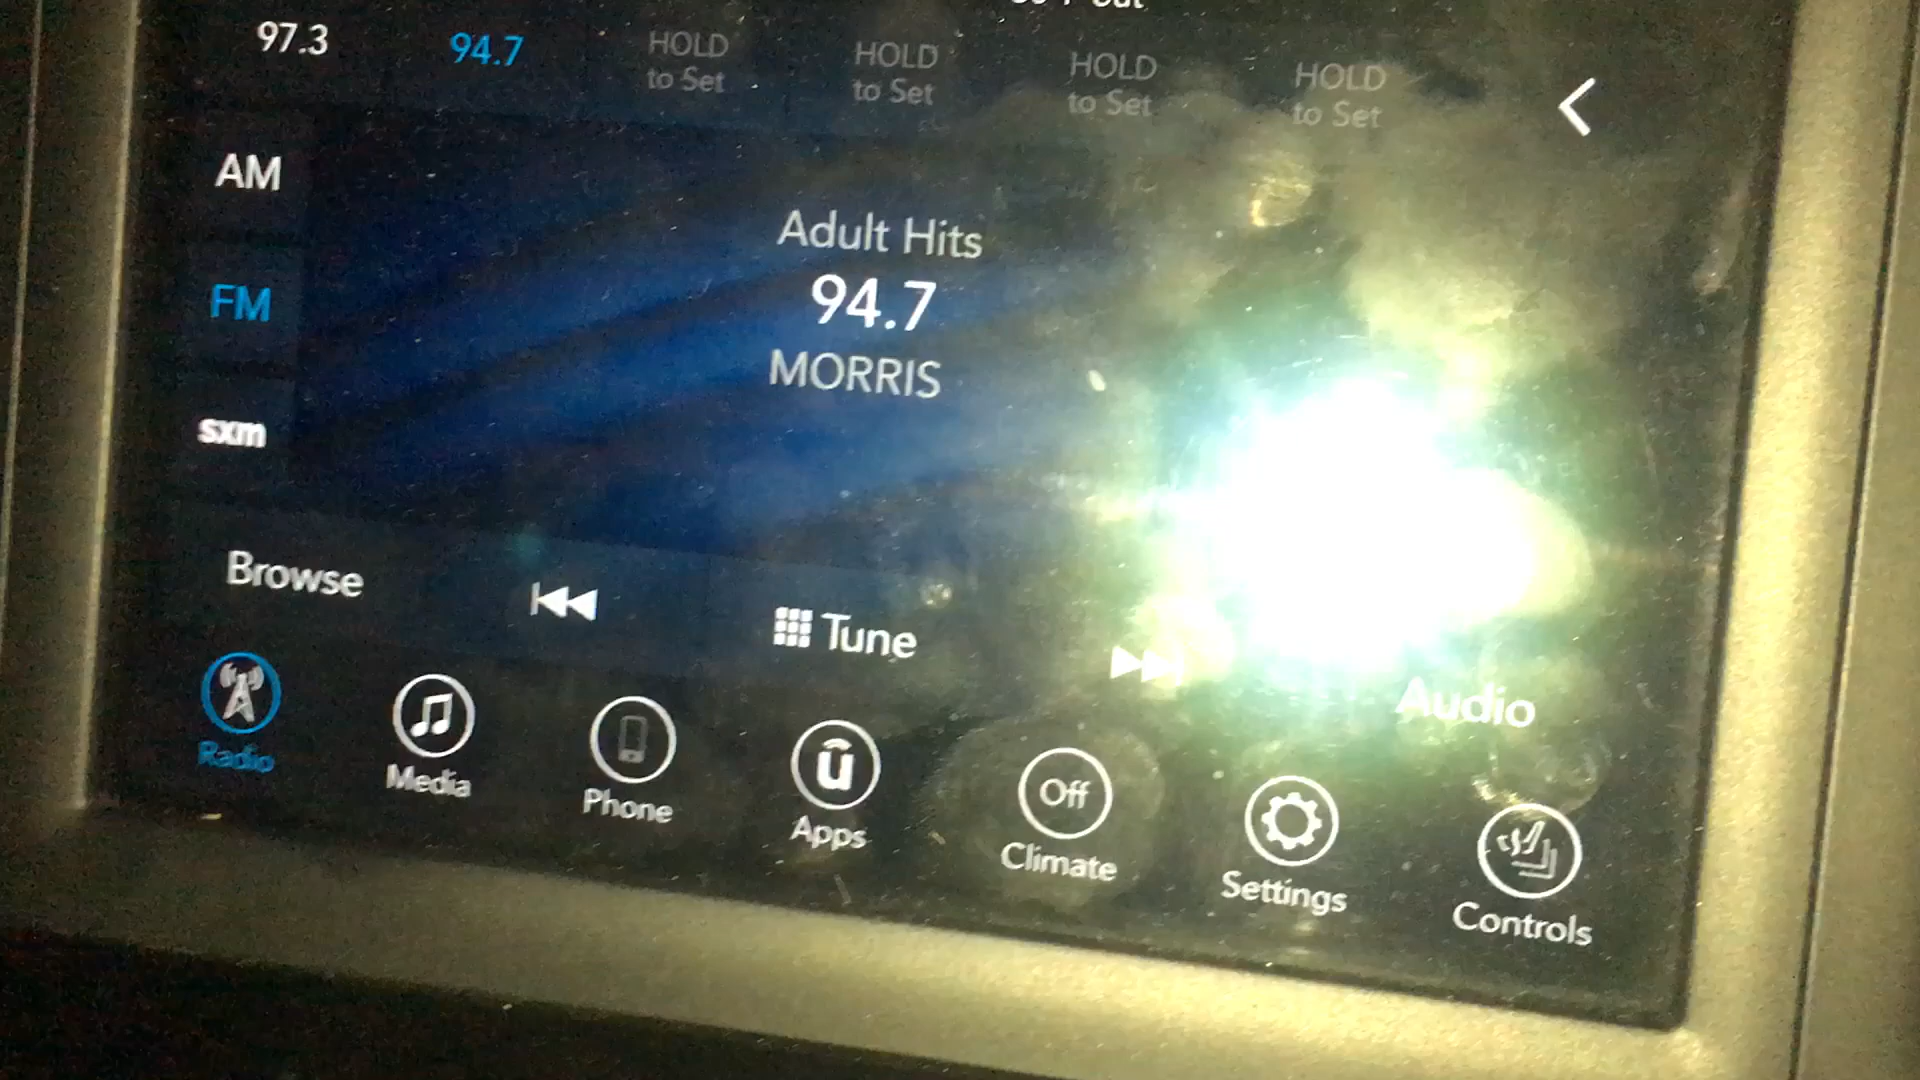 97.3
94.7
HOLD
to Set
HOLD
to Set
HOLD
to Set
HOLD
to Set
AM
FM
sxm
Adult Hits
94.7
MORRIS
Browse
Tune
Audio
Radio
Media
Phone
û
Apps
Off
Climate
Settings
Controls